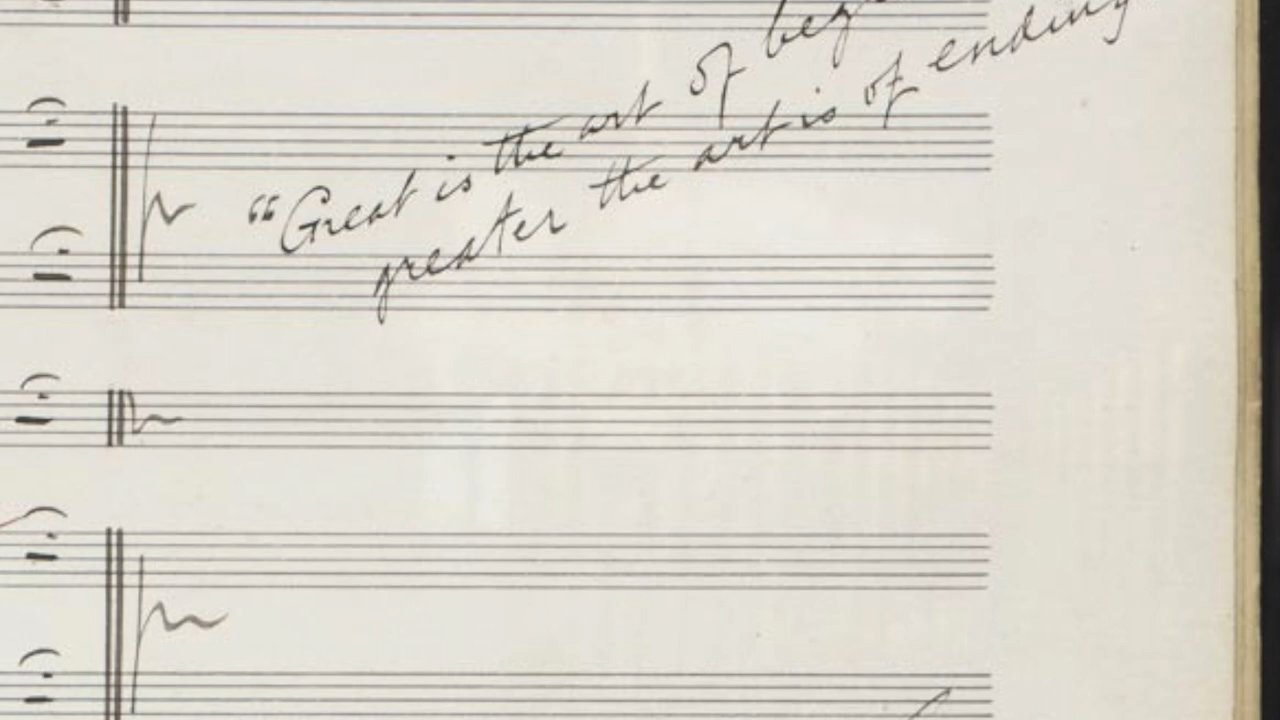 “Great is the art of
greater the art is of ending